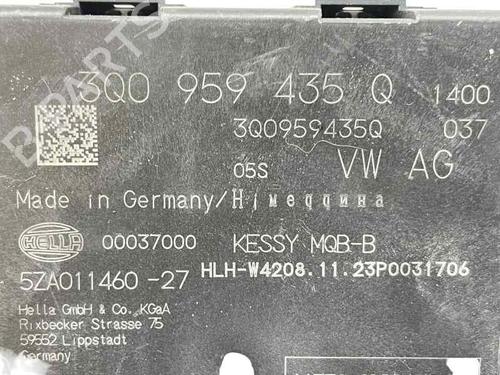 3Q0 959 435 Q 1400
3Q0959435Q 037
05S VW AG
Made in Germany/Німеččина
HELLA 00037000 KESSY MQB-B
5ZA011460-27 HLH-W4208.11.23P0031706
Hella GmbH & Co. KGaA
Rixbecker Strasse 75
59552 Lippstadt
Germany